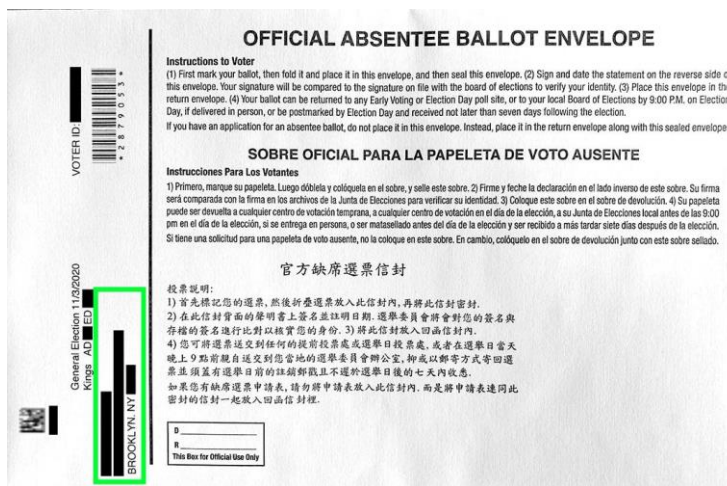 OFFICIAL ABSENTEE BALLOT ENVELOPE
Instructions to Voter
(1) First mark your ballot, then fold it and place it in this envelope, and then seal this envelope. (2) Sign and date the statement on the reverse side
this envelope. Your signature will be compared to the signature on file with the board of elections to verify your identity. (3) Place this envelope in the
return envelope. (4) Your ballot can be returned to any Early Voting or Election Day poll site, or to your local Board of Elections by 9:00 P.M. on Election
Day, if delivered in person, or be postmarked by Election Day and received not later than seven days following the election.
If you have an application for an absentee ballot, do not place it in this envelope. Instead, place it in the return envelope along with this sealed envelope
SOBRE OFICIAL PARA LA PAPELETA DE VOTO AUSENTE
Instrucciones Para Los Votantes
1) Primero, marque su papeleta. Luego dóblela y colóquela en el sobre, y selle este sobre. 2) Firme y feche la declaración en el lado inverso de este sobre. Su firma
será comparada con la firma en los archivos de la Junta de Elecciones para verificar su identidad. 3) Coloque este sobre en el sobre de devolución. 4) Su papeleta
puede ser devuelta a cualquier centro de votación temprana, a cualquier centro de votación en el día de la elección, a su Junta de Elecciones local antes de las 9:00
pm en el día de la elección, si se entrega en persona, o ser matasellado antes del día de la elección y ser recibido a más tardar siete días después de la elección.
Si tiene una solicitud para una papeleta de voto ausente, no la coloque en este sobre. En cambio, colóquelo en el sobre de devolución junto con este sobre sellado.
官方缺席選票信封
投票說明:
1) 首先標記您的選票, 然後折疊選票放入此信封內, 再將此信封密封.
2) 在此信封背面的聲明書上簽名並註明日期. 選舉委員會將會對您的簽名與
存檔的簽名進行比對以核實您的身份. 3) 將此信封放入回函信封內.
4) 您可將選票送交到任何的提前投票處或選舉日投票處, 或者在選舉日當天
晚上9點前親自送交到您當地的選舉委員會辦公室, 抑或以郵寄方式寄回選
票並須蓋有選舉日前的註銷郵戳且不遲於選舉日後的七天內收悉.
如果您有缺席選票申請表, 請勿將申請表放入此信封內. 而是將申請表連同此
密封的信封一起放入回函信封裡.
D
R
This Box for Official Use Only
VOTER ID:
*2879053*
General Election 11/3/2020
Kings AD ED
BROOKLYN. NY